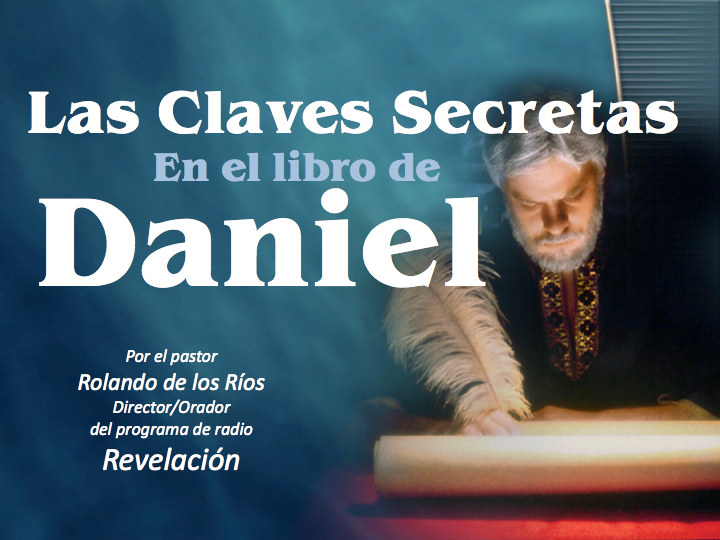 Las Claves Secretas
En el libro de
Daniel
Por el pastor
Rolando de los Ríos
Director/Orador
del programa de radio
Revelación